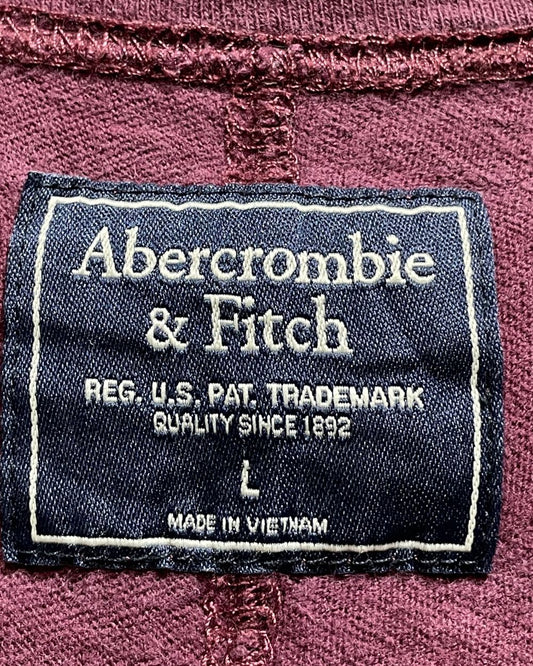 Abercrombie
& Fitch
REG. U.S. PAT. TRADEMARK
QUALITY SINCE 1892
L
MADE IN VIETNAM